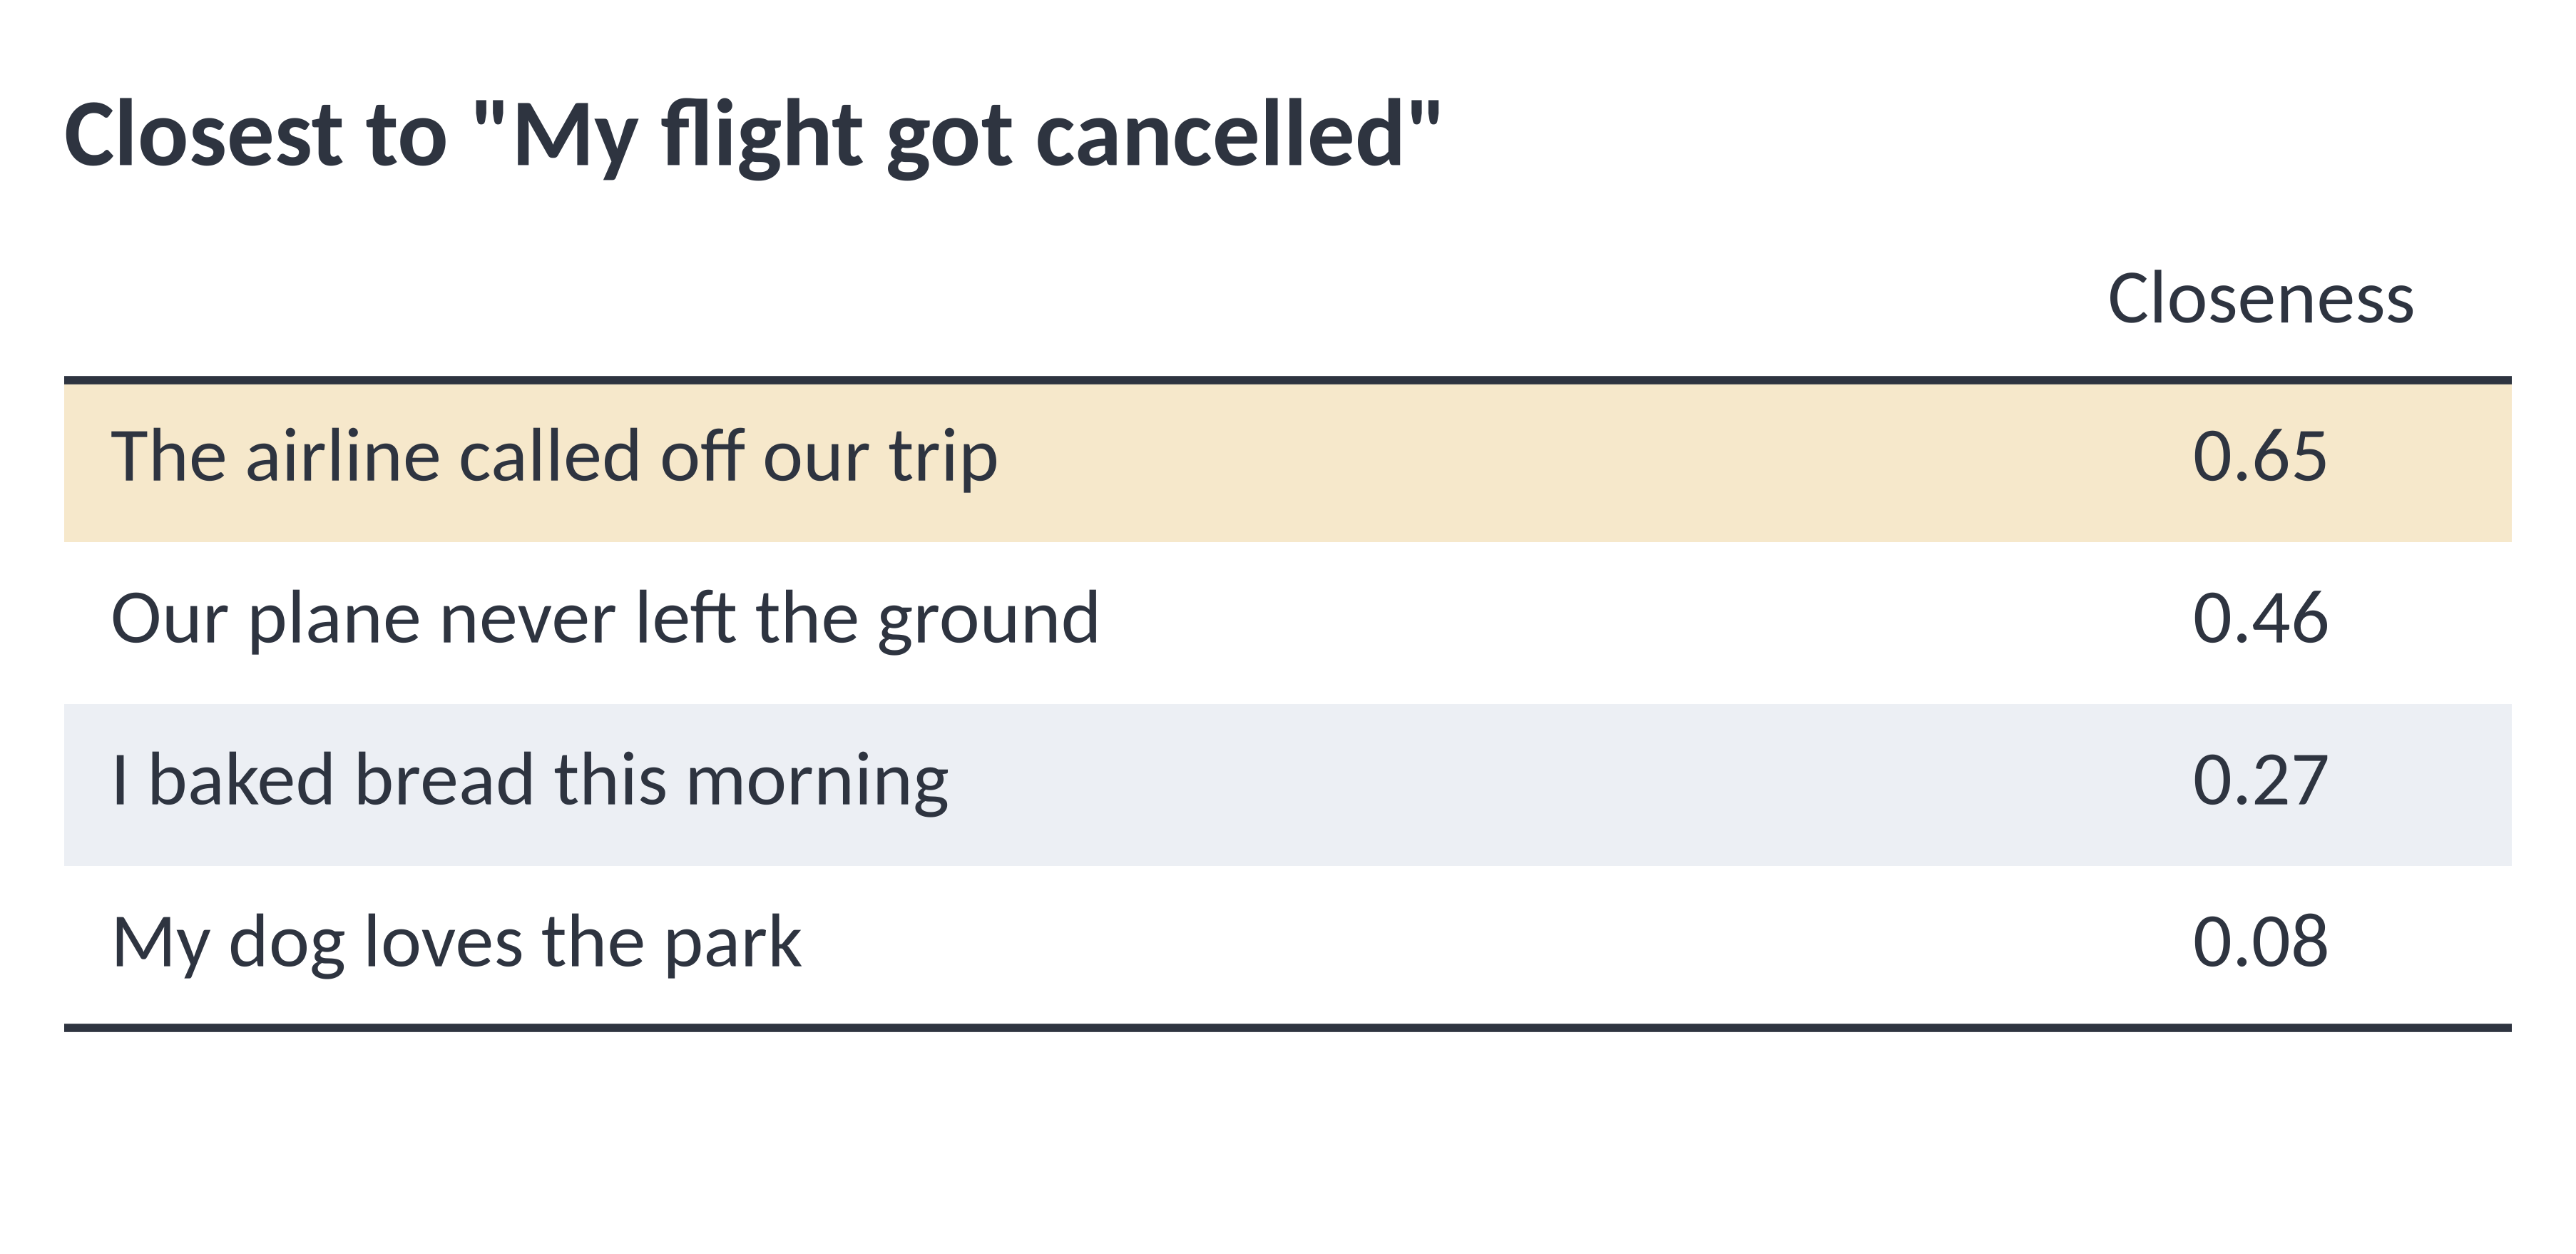 Closest to "My flight got cancelled"
Closeness
The airline called off our trip 0.65
Our plane never left the ground 0.46
I baked bread this morning 0.27
My dog loves the park 0.08